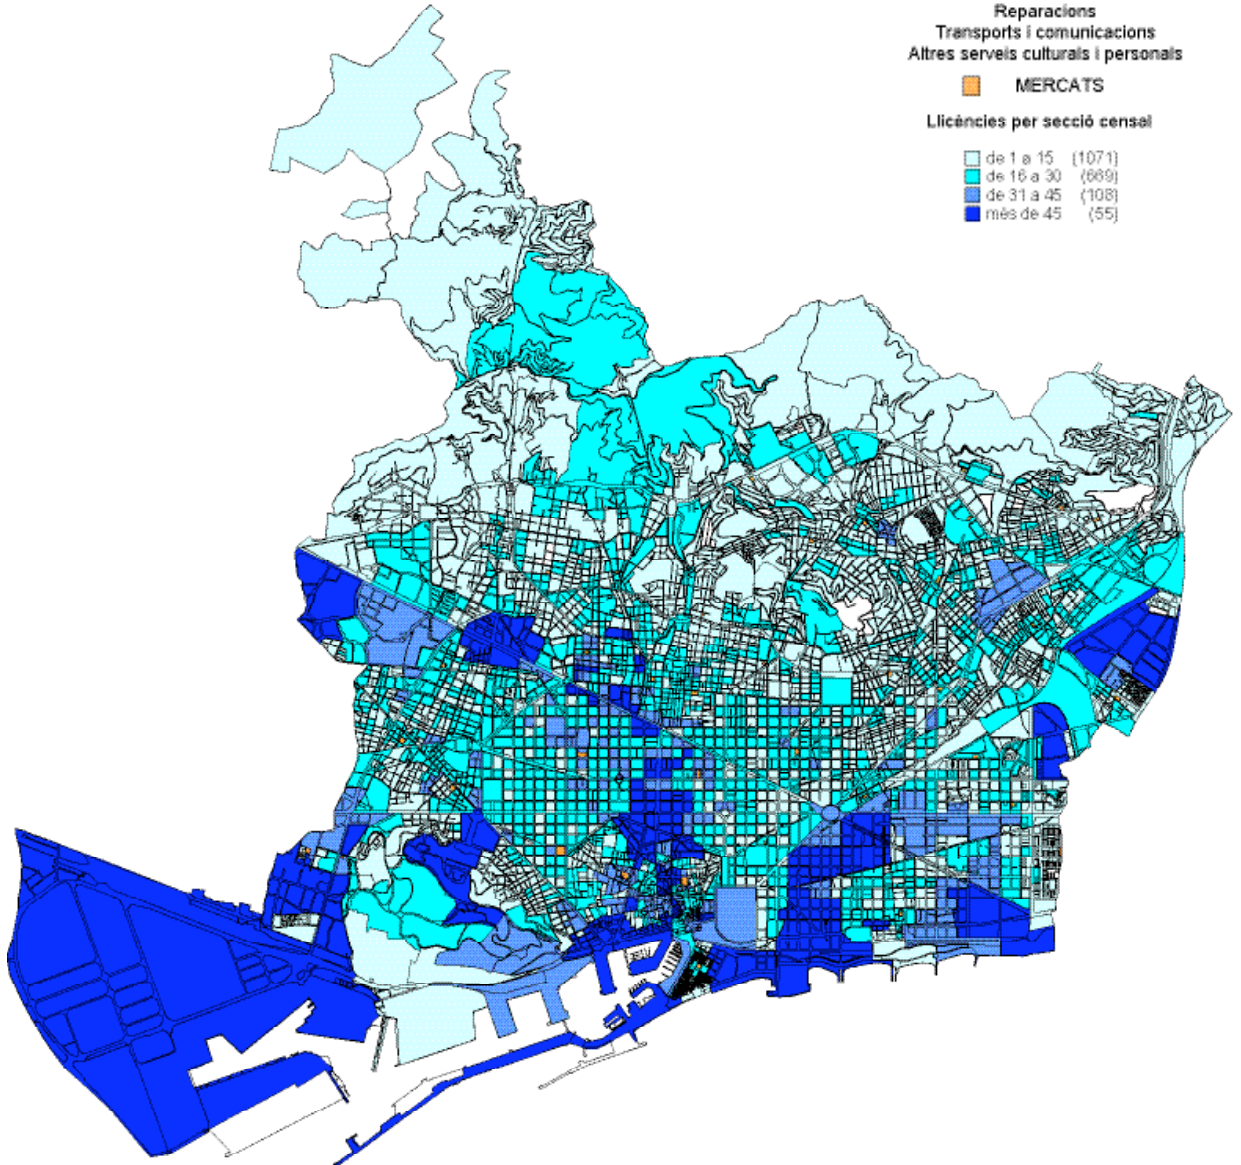 Reparacions
Transports i comunicacions
Altres serveis culturals i personals
MERCATS
Llicències per secció censal
de 1 a 15 (1071)
de 16 a 30 (669)
de 31 a 45 (108)
més de 45 (55)